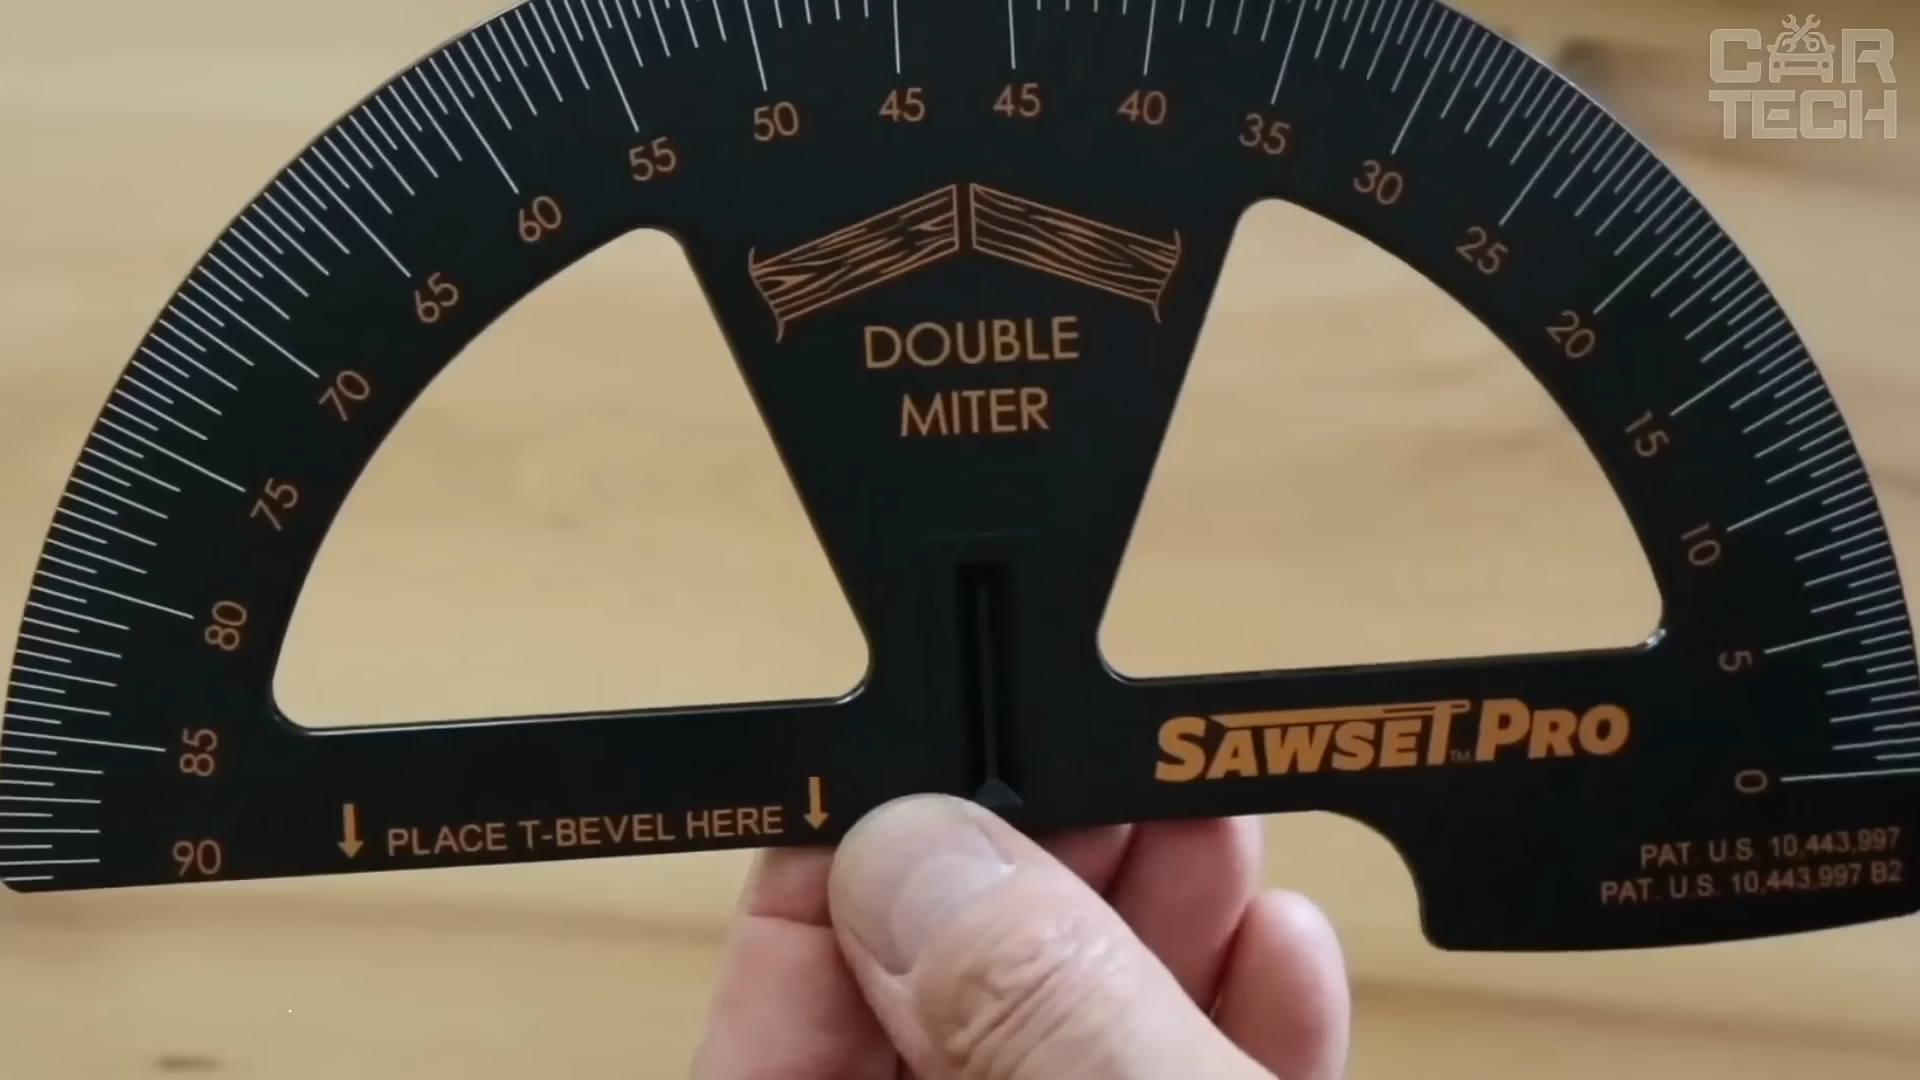 CAR
TECH
50 45 45 40
55 35
60 30
65 25
70 20
75 15
80 10
85 5
90 0
DOUBLE
MITER
SAWSET™ PRO
PLACE T-BEVEL HERE
PAT. U.S. 10,443,997
PAT. U.S. 10,443,997 B2